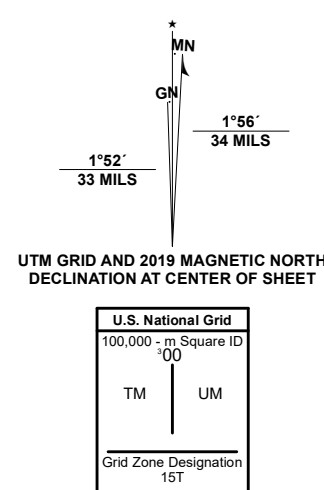 MN
GN
1°56´
34 MILS
1°52´
33 MILS
UTM GRID AND 2019 MAGNETIC NORTH
DECLINATION AT CENTER OF SHEET
U.S. National Grid
100,000 - m Square ID
³00
TM UM
Grid Zone Designation
15T